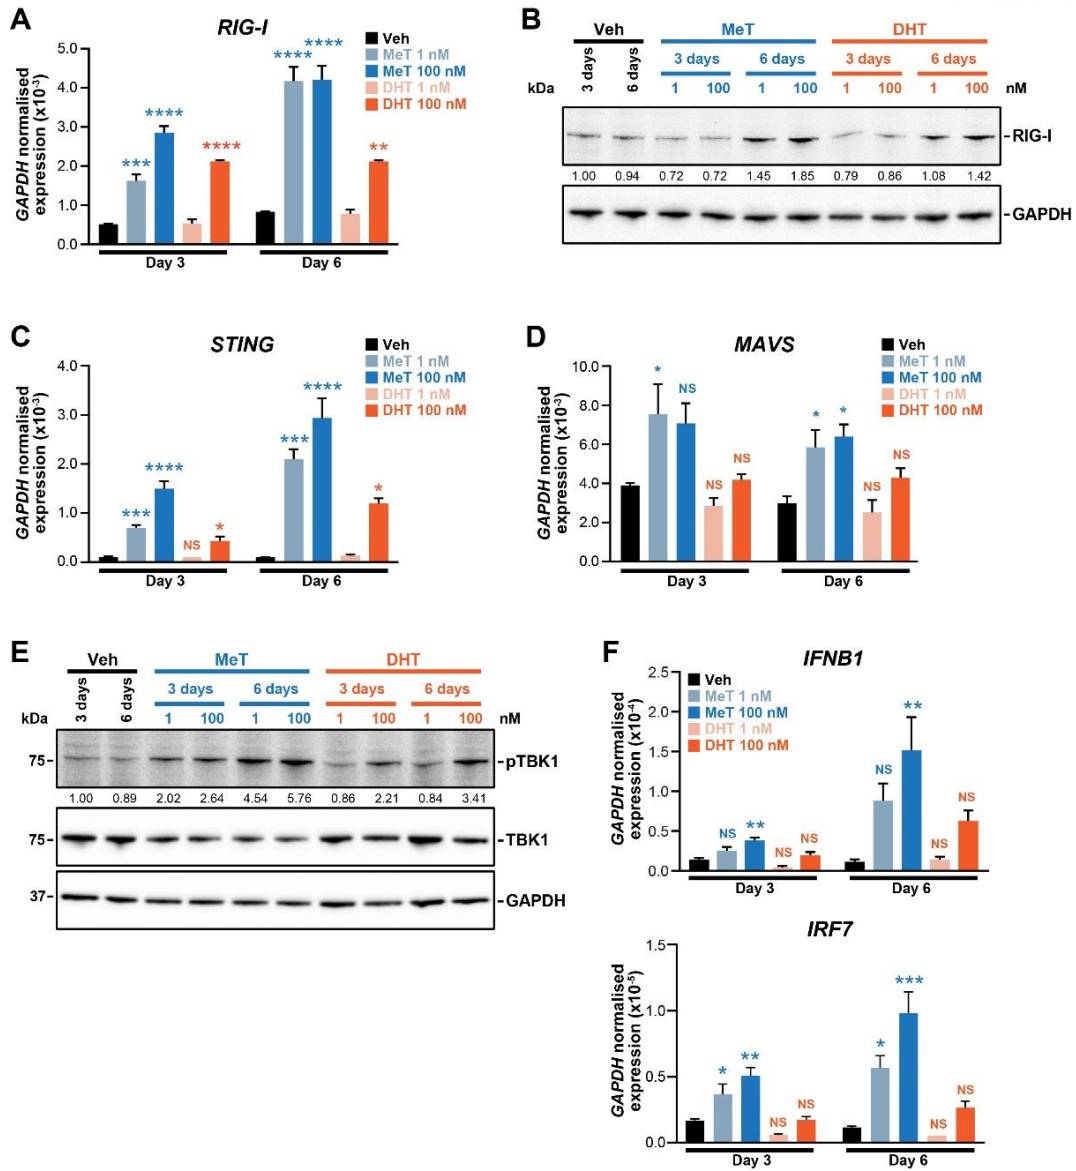 A
RIG-I
GAPDH normalised
expression (x10-3)
5.0
4.0
3.0
2.0
1.0
0.0
***
****
****
****
****
**
Veh
MeT 1 nM
MeT 100 nM
DHT 1 nM
DHT 100 nM
Day 3
Day 6
B
Veh
MeT
DHT
3 days
6 days
3 days
6 days
3 days
6 days
kDa
1
100
1
100
1
100
1
100
nM
-RIG-I
1.00
0.94
0.72
0.72
1.45
1.85
0.79
0.86
1.08
1.42
-GAPDH
C
STING
GAPDH normalised
expression (x10-3)
4.0
3.0
2.0
1.0
0.0
***
****
NS
*
***
****
*
Veh
MeT 1 nM
MeT 100 nM
DHT 1 nM
DHT 100 nM
Day 3
Day 6
D
MAVS
GAPDH normalised
expression (x10-3)
10.0
8.0
6.0
4.0
2.0
0.0
*
NS
NS
NS
*
*
NS
NS
Veh
MeT 1 nM
MeT 100 nM
DHT 1 nM
DHT 100 nM
Day 3
Day 6
E
Veh
MeT
DHT
3 days
6 days
3 days
6 days
3 days
6 days
kDa
1
100
1
100
1
100
1
100
nM
75-
-pTBK1
1.00
0.89
2.02
2.64
4.54
5.76
0.86
2.21
0.84
3.41
75-
-TBK1
37-
-GAPDH
F
IFNB1
GAPDH normalised
expression (x10-4)
2.5
2.0
1.5
1.0
0.5
0.0
Veh
MeT 1 nM
MeT 100 nM
DHT 1 nM
DHT 100 nM
NS
**
NS
NS
NS
**
NS
NS
Day 3
Day 6
IRF7
GAPDH normalised
expression (x10-5)
1.5
1.0
0.5
0.0
*
**
NS
NS
*
***
NS
NS
Day 3
Day 6